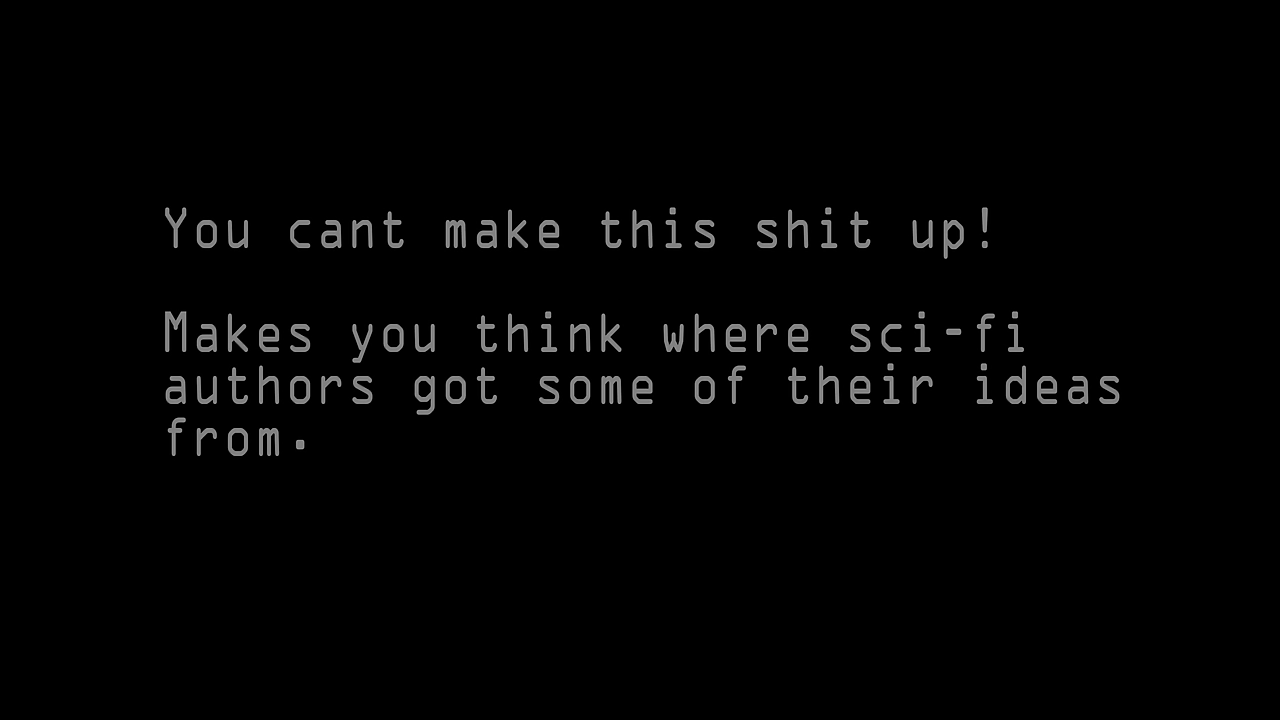 You cant make this shit up!
Makes you think where sci-fi
authors got some of their ideas
from.